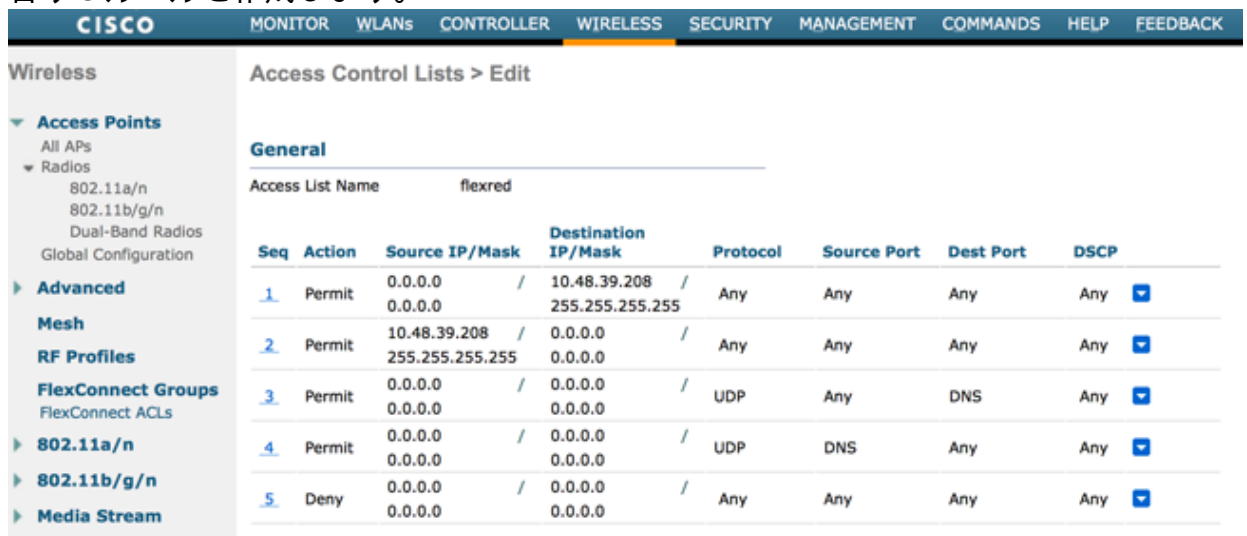 ルールを作成します。
CISCO MONITOR WLANs CONTROLLER WIRELESS SECURITY MANAGEMENT COMMANDS HELP FEEDBACK
Wireless
Access Points
All APs
Radios
802.11a/n
802.11b/g/n
Dual-Band Radios
Global Configuration
Advanced
Mesh
RF Profiles
FlexConnect Groups
FlexConnect ACLs
802.11a/n
802.11b/g/n
Media Stream
Access Control Lists > Edit
General
Access List Name flexred
Seq Action Source IP/Mask Destination IP/Mask Protocol Source Port Dest Port DSCP
1 Permit 0.0.0.0 / 10.48.39.208 / Any Any Any Any
0.0.0.0 255.255.255.255
2 Permit 10.48.39.208 / 0.0.0.0 / Any Any Any Any
255.255.255.255 0.0.0.0
3 Permit 0.0.0.0 / 0.0.0.0 / UDP Any DNS Any
0.0.0.0 0.0.0.0
4 Permit 0.0.0.0 / 0.0.0.0 / UDP DNS Any Any
0.0.0.0 0.0.0.0
5 Deny 0.0.0.0 / 0.0.0.0 / Any Any Any Any
0.0.0.0 0.0.0.0